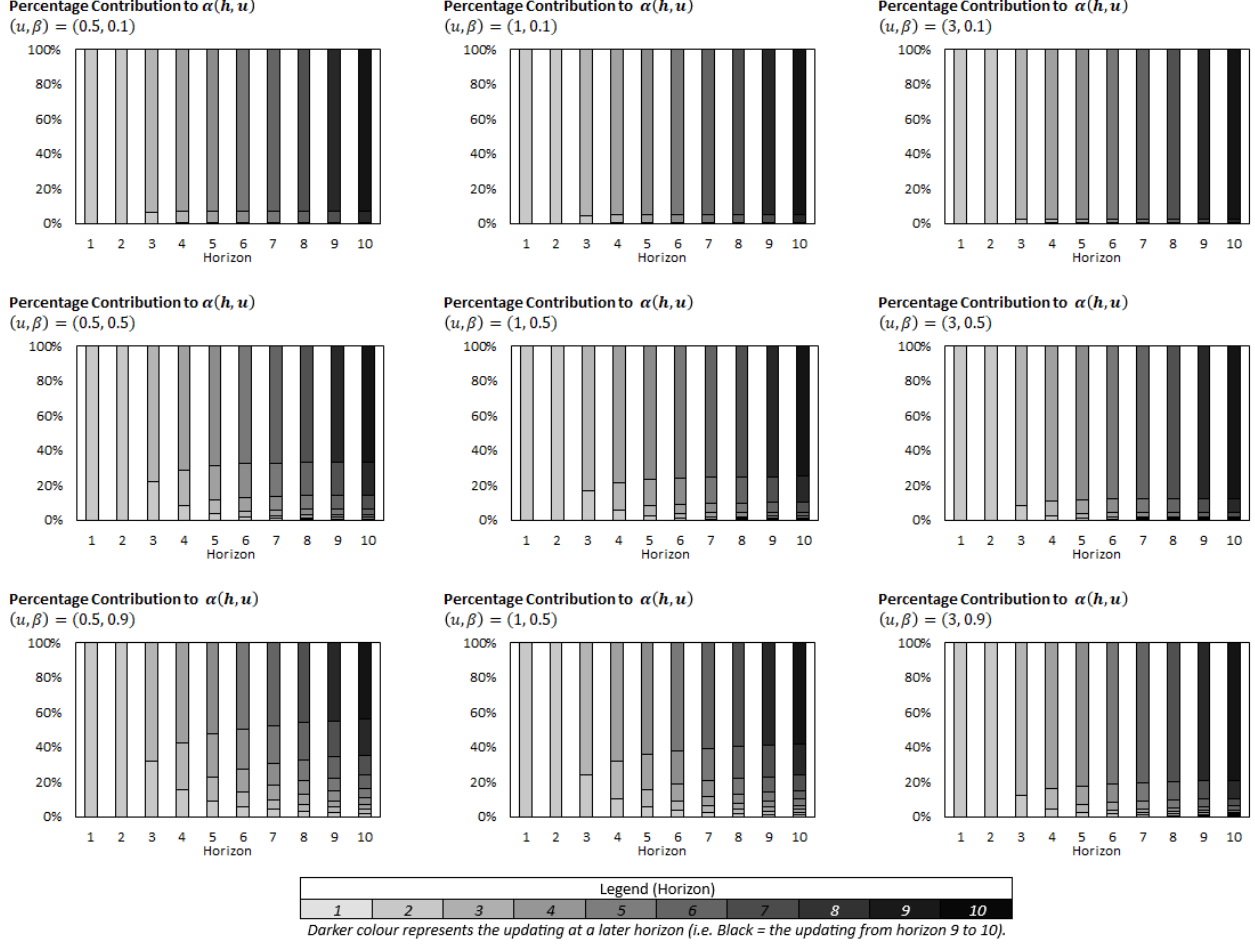 Percentage Contribution to α(h, u)
(u, β) = (0.5, 0.1)
100%
80%
60%
40%
20%
0%
1 2 3 4 5 6 7 8 9 10
Horizon
Percentage Contribution to α(h, u)
(u, β) = (1, 0.1)
100%
80%
60%
40%
20%
0%
1 2 3 4 5 6 7 8 9 10
Horizon
Percentage Contribution to α(h, u)
(u, β) = (3, 0.1)
100%
80%
60%
40%
20%
0%
1 2 3 4 5 6 7 8 9 10
Horizon
Percentage Contribution to α(h, u)
(u, β) = (0.5, 0.5)
100%
80%
60%
40%
20%
0%
1 2 3 4 5 6 7 8 9 10
Horizon
Percentage Contribution to α(h, u)
(u, β) = (1, 0.5)
100%
80%
60%
40%
20%
0%
1 2 3 4 5 6 7 8 9 10
Horizon
Percentage Contribution to α(h, u)
(u, β) = (3, 0.5)
100%
80%
60%
40%
20%
0%
1 2 3 4 5 6 7 8 9 10
Horizon
Percentage Contribution to α(h, u)
(u, β) = (0.5, 0.9)
100%
80%
60%
40%
20%
0%
1 2 3 4 5 6 7 8 9 10
Horizon
Percentage Contribution to α(h, u)
(u, β) = (1, 0.5)
100%
80%
60%
40%
20%
0%
1 2 3 4 5 6 7 8 9 10
Horizon
Percentage Contribution to α(h, u)
(u, β) = (3, 0.9)
100%
80%
60%
40%
20%
0%
1 2 3 4 5 6 7 8 9 10
Horizon
Legend (Horizon)
1 2 3 4 5 6 7 8 9 10
Darker colour represents the updating at a later horizon (i.e. Black = the updating from horizon 9 to 10).